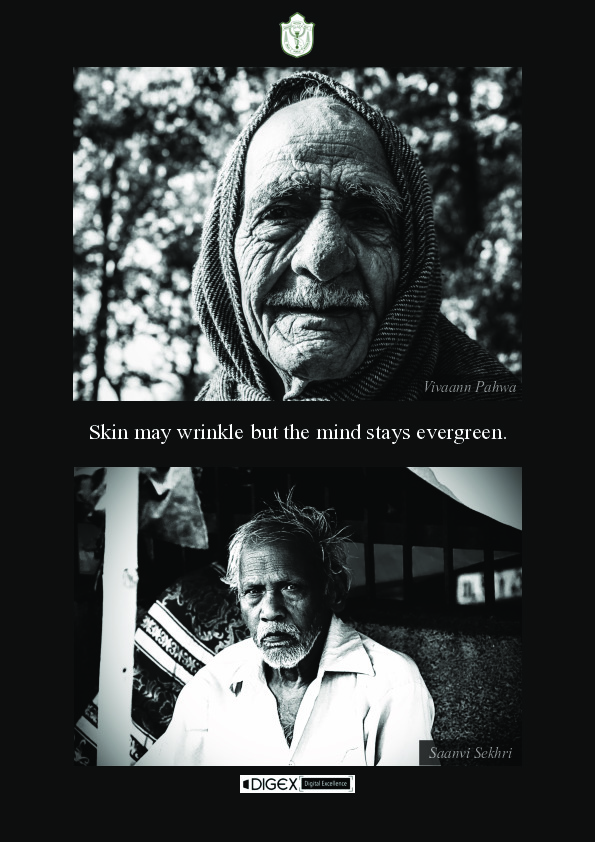 Vivaann Pahwa
Skin may wrinkle but the mind stays evergreen.
Saanvi Sekhri
DIGEX Digital Excellence